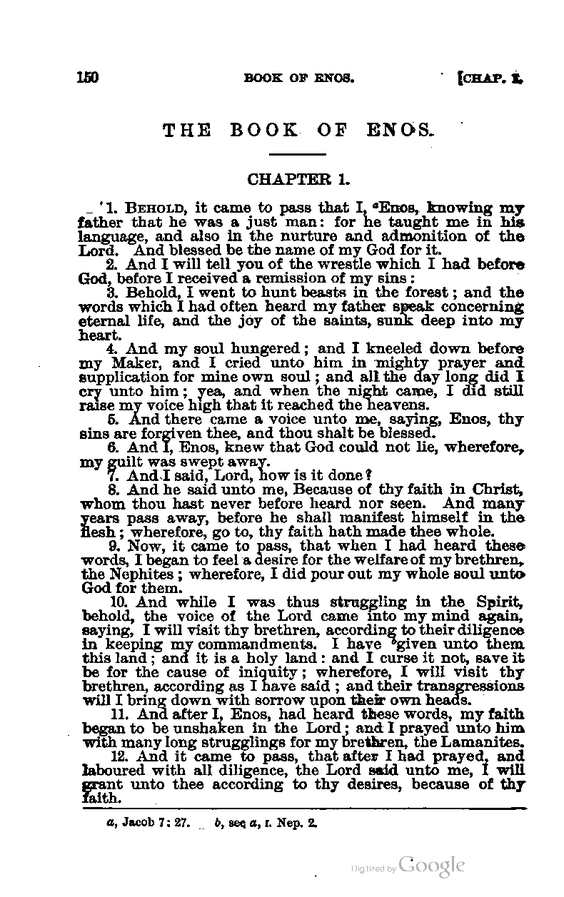 150 BOOK OF ENOS. [CHAP. I.
THE BOOK OF ENOS.
CHAPTER 1.
1. BEHOLD, it came to pass that I, ᵃEnos, knowing my
father that he was a just man: for he taught me in his
language, and also in the nurture and admonition of the
Lord. And blessed be the name of my God for it.
2. And I will tell you of the wrestle which I had before
God, before I received a remission of my sins:
3. Behold, I went to hunt beasts in the forest; and the
words which I had often heard my father speak concerning
eternal life, and the joy of the saints, sunk deep into my
heart.
4. And my soul hungered; and I kneeled down before
my Maker, and I cried unto him in mighty prayer and
supplication for mine own soul; and all the day long did I
cry unto him; yea, and when the night came, I did still
raise my voice high that it reached the heavens.
5. And there came a voice unto me, saying, Enos, thy
sins are forgiven thee, and thou shalt be blessed.
6. And I, Enos, knew that God could not lie, wherefore,
my guilt was swept away.
7. And I said, Lord, how is it done?
8. And he said unto me, Because of thy faith in Christ,
whom thou hast never before heard nor seen. And many
years pass away, before he shall manifest himself in the
flesh; wherefore, go to, thy faith hath made thee whole.
9. Now, it came to pass, that when I had heard these
words, I began to feel a desire for the welfare of my brethren,
the Nephites; wherefore, I did pour out my whole soul unto
God for them.
10. And while I was thus struggling in the Spirit,
behold, the voice of the Lord came into my mind again,
saying, I will visit thy brethren, according to their diligence
in keeping my commandments. I have ᵇgiven unto them
this land; and it is a holy land: and I curse it not, save it
be for the cause of iniquity; wherefore, I will visit thy
brethren, according as I have said; and their transgressions
will I bring down with sorrow upon their own heads.
11. And after I, Enos, had heard these words, my faith
began to be unshaken in the Lord; and I prayed unto him
with many long strugglings for my brethren, the Lamanites.
12. And it came to pass, that after I had prayed, and
laboured with all diligence, the Lord said unto me, I will
grant unto thee according to thy desires, because of thy
faith.
a, Jacob 7: 27. b, see a, I. Nep. 2.
Digitized by Google